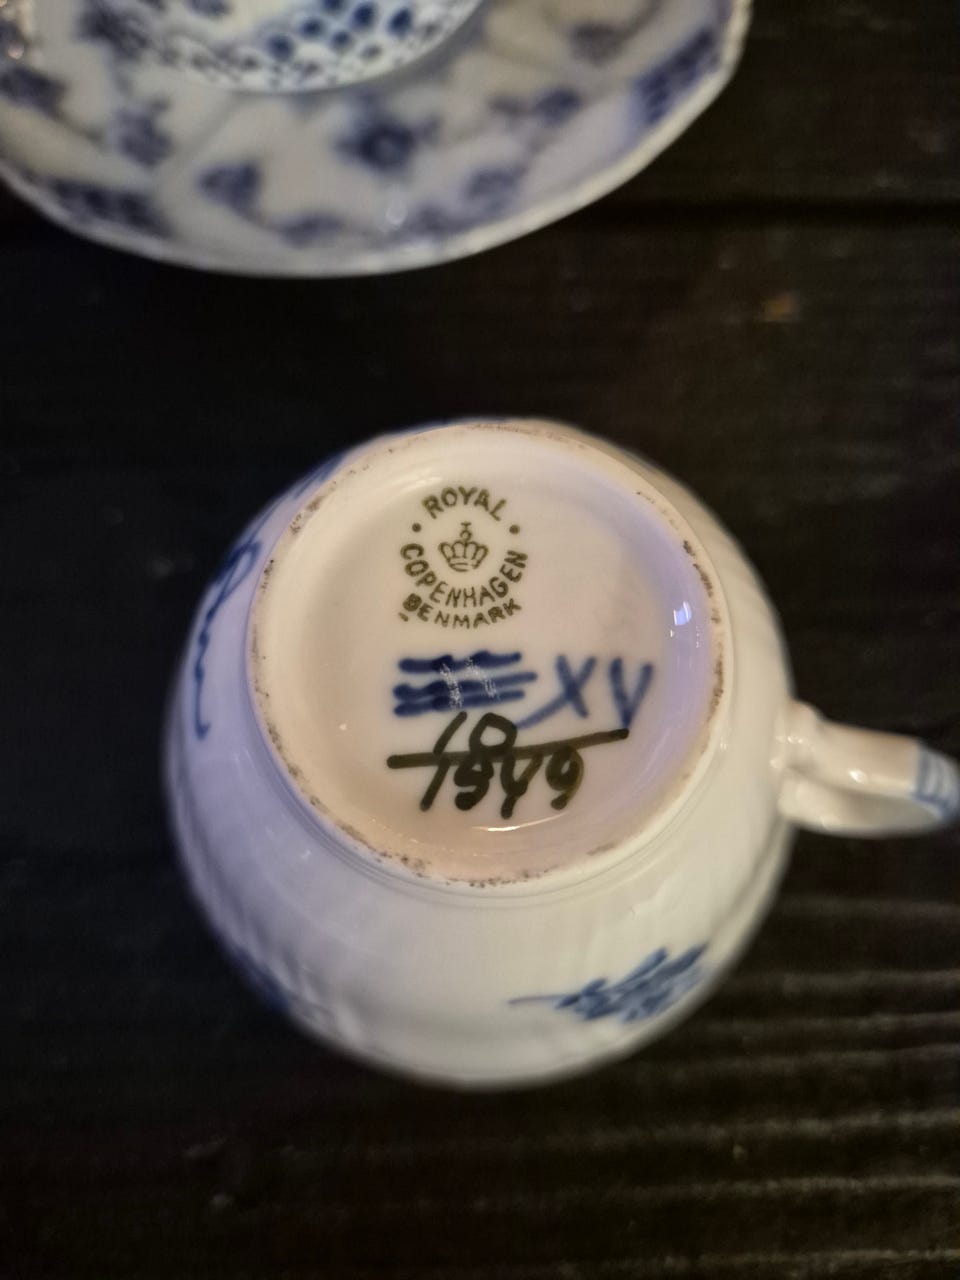 ROYAL
COPENHAGEN
DENMARK
XV
10
1549